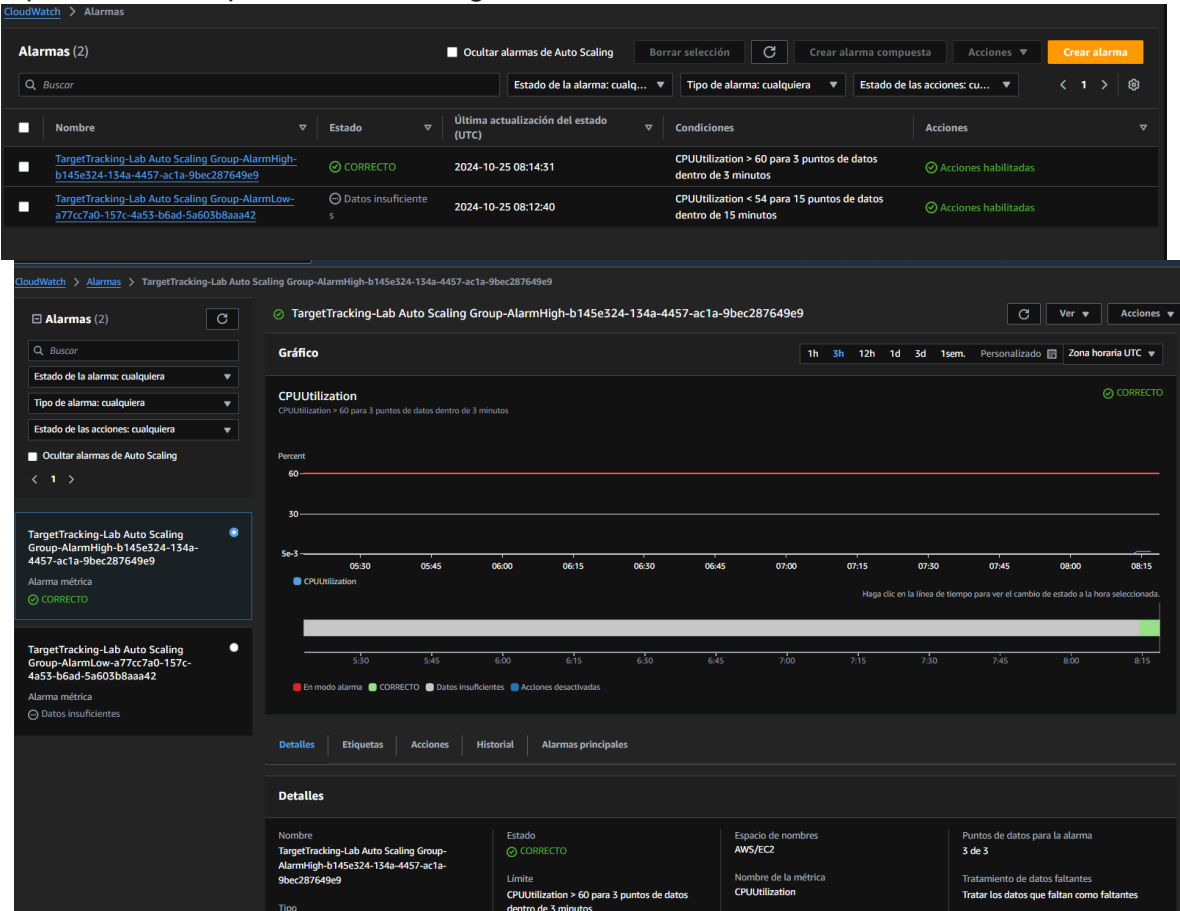 CloudWatch > Alarmas
Alarmas (2)
Ocultar alarmas de Auto Scaling
Borrar selección
Crear alarma compuesta
Acciones
Crear alarma
Buscar
Estado de la alarma: cualq...
Tipo de alarma: cualquiera
Estado de las acciones: cu...
< 1 >
Nombre
Estado
Última actualización del estado
(UTC)
Condiciones
Acciones
TargetTracking-Lab Auto Scaling Group-AlarmHigh-
b145e324-134a-4457-ac1a-9bec287649e9
CORRECTO
2024-10-25 08:14:31
CPUUtilization > 60 para 3 puntos de datos
dentro de 3 minutos
Acciones habilitadas
TargetTracking-Lab Auto Scaling Group-AlarmLow-
a77cc7a0-157c-4a53-b6ad-5a603b8aaa42
Datos insuficiente
s
2024-10-25 08:12:40
CPUUtilization < 54 para 15 puntos de datos
dentro de 15 minutos
Acciones habilitadas
CloudWatch > Alarmas > TargetTracking-Lab Auto Scaling Group-AlarmHigh-b145e324-134a-4457-ac1a-9bec287649e9
Alarmas (2)
Buscar
Estado de la alarma: cualquiera
Tipo de alarma: cualquiera
Estado de las acciones: cualquiera
Ocultar alarmas de Auto Scaling
< 1 >
TargetTracking-Lab Auto Scaling
Group-AlarmHigh-b145e324-134a-
4457-ac1a-9bec287649e9
Alarma métrica
CORRECTO
TargetTracking-Lab Auto Scaling
Group-AlarmLow-a77cc7a0-157c-
4a53-b6ad-5a603b8aaa42
Alarma métrica
Datos insuficientes
TargetTracking-Lab Auto Scaling Group-AlarmHigh-b145e324-134a-4457-ac1a-9bec287649e9
Ver
Acciones
Gráfico
1h 3h 12h 1d 3d 1sem. Personalizado
Zona horaria UTC
CPUUtilization
CORRECTO
CPUUtilization > 60 para 3 puntos de datos dentro de 3 minutos
Percent
60
30
5e-3
05:30 05:45 06:00 06:15 06:30 06:45 07:00 07:15 07:30 07:45 08:00 08:15
CPUUtilization
Haga clic en la línea de tiempo para ver el cambio de estado a la hora seleccionada.
5:30 5:45 6:00 6:15 6:30 6:45 7:00 7:15 7:30 7:45 8:00 8:15
En modo alarma CORRECTO Datos insuficientes Acciones desactivadas
Detalles
Etiquetas
Acciones
Historial
Alarmas principales
Detalles
Nombre
TargetTracking-Lab Auto Scaling Group-
AlarmHigh-b145e324-134a-4457-ac1a-
9bec287649e9
Tipo
Estado
CORRECTO
Límite
CPUUtilization > 60 para 3 puntos de datos
dentro de 3 minutos
Espacio de nombres
AWS/EC2
Nombre de la métrica
CPUUtilization
Puntos de datos para la alarma
3 de 3
Tratamiento de datos faltantes
Tratar los datos que faltan como faltantes